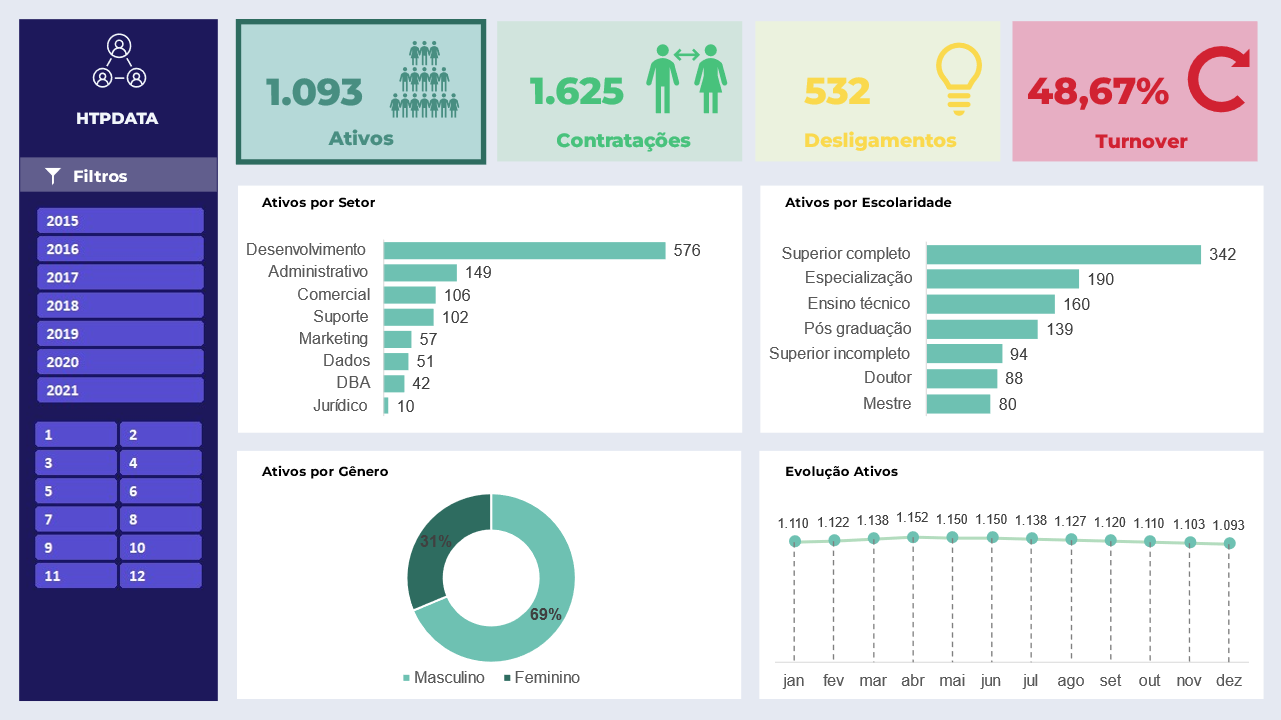 HTPDATA
Filtros
2015
2016
2017
2018
2019
2020
2021
1 2
3 4
5 6
7 8
9 10
11 12
1.093
Ativos
1.625
Contratações
532
Desligamentos
48,67%
Turnover
Ativos por Setor
Desenvolvimento 576
Administrativo 149
Comercial 106
Suporte 102
Marketing 57
Dados 51
DBA 42
Jurídico 10
Ativos por Escolaridade
Superior completo 342
Especialização 190
Ensino técnico 160
Pós graduação 139
Superior incompleto 94
Doutor 88
Mestre 80
Ativos por Gênero
31%
69%
Masculino Feminino
Evolução Ativos
1.110 1.122 1.138 1.152 1.150 1.150 1.138 1.127 1.120 1.110 1.103 1.093
jan fev mar abr mai jun jul ago set out nov dez